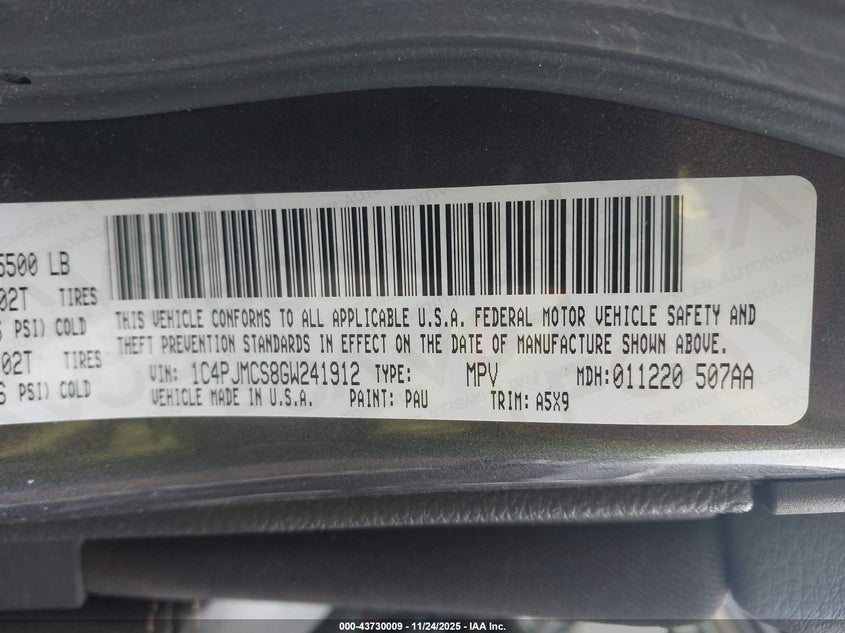 5500 LB
02T TIRES
PSI) COLD
02T TIRES
PSI) COLD
THIS VEHICLE CONFORMS TO ALL APPLICABLE U.S.A. FEDERAL MOTOR VEHICLE SAFETY AND
THEFT PREVENTION STANDARDS IN EFFECT ON THE DATE OF MANUFACTURE SHOWN ABOVE.
VIN: 1C4PJMCS8GW241912 TYPE: MPV MDH:011220 507AA
VEHICLE MADE IN U.S.A. PAINT: PAU TRIM: A5X9
000-43730009 - 11/24/2025 - IAA Inc.